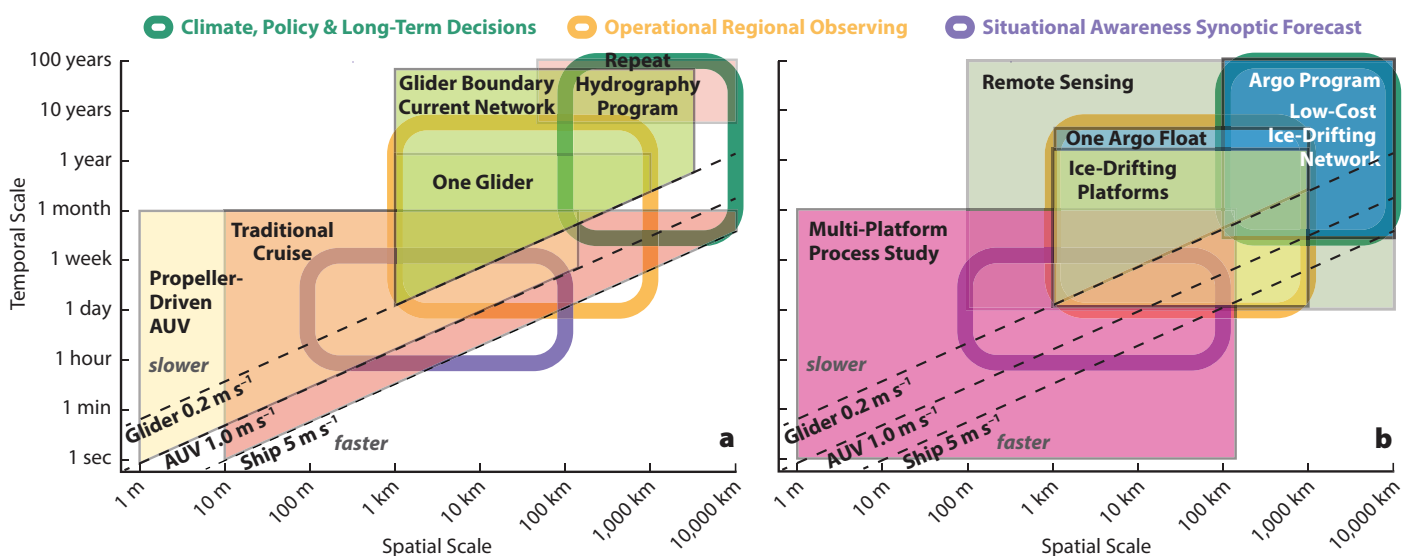 Climate, Policy & Long-Term Decisions
Operational Regional Observing
Situational Awareness Synoptic Forecast
Temporal Scale
100 years
10 years
1 year
1 month
1 week
1 day
1 hour
1 min
1 sec
Glider Boundary
Current Network
Repeat
Hydrography
Program
One Glider
Traditional
Cruise
Propeller-
Driven
AUV
slower
Glider 0.2 m s⁻¹
AUV 1.0 m s⁻¹
Ship 5 m s⁻¹
faster
a
1 m
10 m
100 m
1 km
10 km
100 km
1,000 km
10,000 km
Spatial Scale
Remote Sensing
Argo Program
Low-Cost
Ice-Drifting
Network
One Argo Float
Ice-Drifting
Platforms
Multi-Platform
Process Study
slower
Glider 0.2 m s⁻¹
AUV 1.0 m s⁻¹
Ship 5 m s⁻¹
faster
b
1 m
10 m
100 m
1 km
10 km
100 km
1,000 km
10,000 km
Spatial Scale